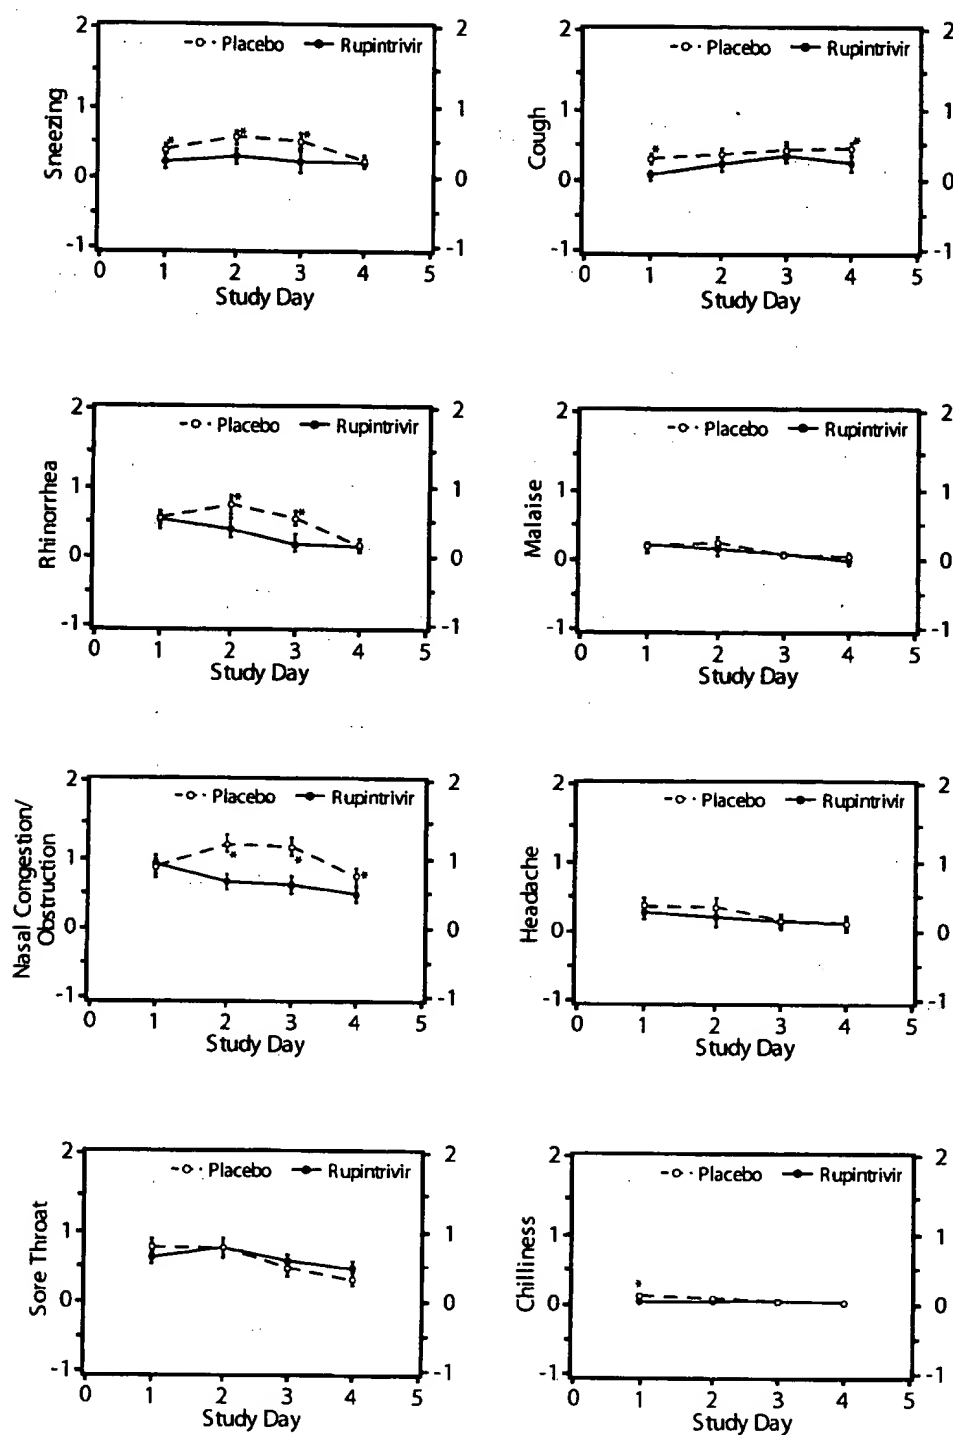 2 2
-o- Placebo -●- Rupintrivir
Sneezing
1 1
0 0
-1 -1
0 1 2 3 4 5
Study Day
2 2
-o- Placebo -●- Rupintrivir
Cough
1 1
0 0
-1 -1
0 1 2 3 4 5
Study Day
2 2
-o- Placebo -●- Rupintrivir
Rhinorrhea
1 1
0 0
-1 -1
0 1 2 3 4 5
Study Day
2 2
-o- Placebo -●- Rupintrivir
Malaise
1 1
0 0
-1 -1
0 1 2 3 4 5
Study Day
2 2
-o- Placebo -●- Rupintrivir
Nasal Congestion/
Obstruction
1 1
0 0
-1 -1
0 1 2 3 4 5
Study Day
2 2
-o- Placebo -●- Rupintrivir
Headache
1 1
0 0
-1 -1
0 1 2 3 4 5
Study Day
2 2
-o- Placebo -●- Rupintrivir
Sore Throat
1 1
0 0
-1 -1
0 1 2 3 4 5
Study Day
2 2
-o- Placebo -●- Rupintrivir
Chilliness
1 1
0 0
-1 -1
0 1 2 3 4 5
Study Day